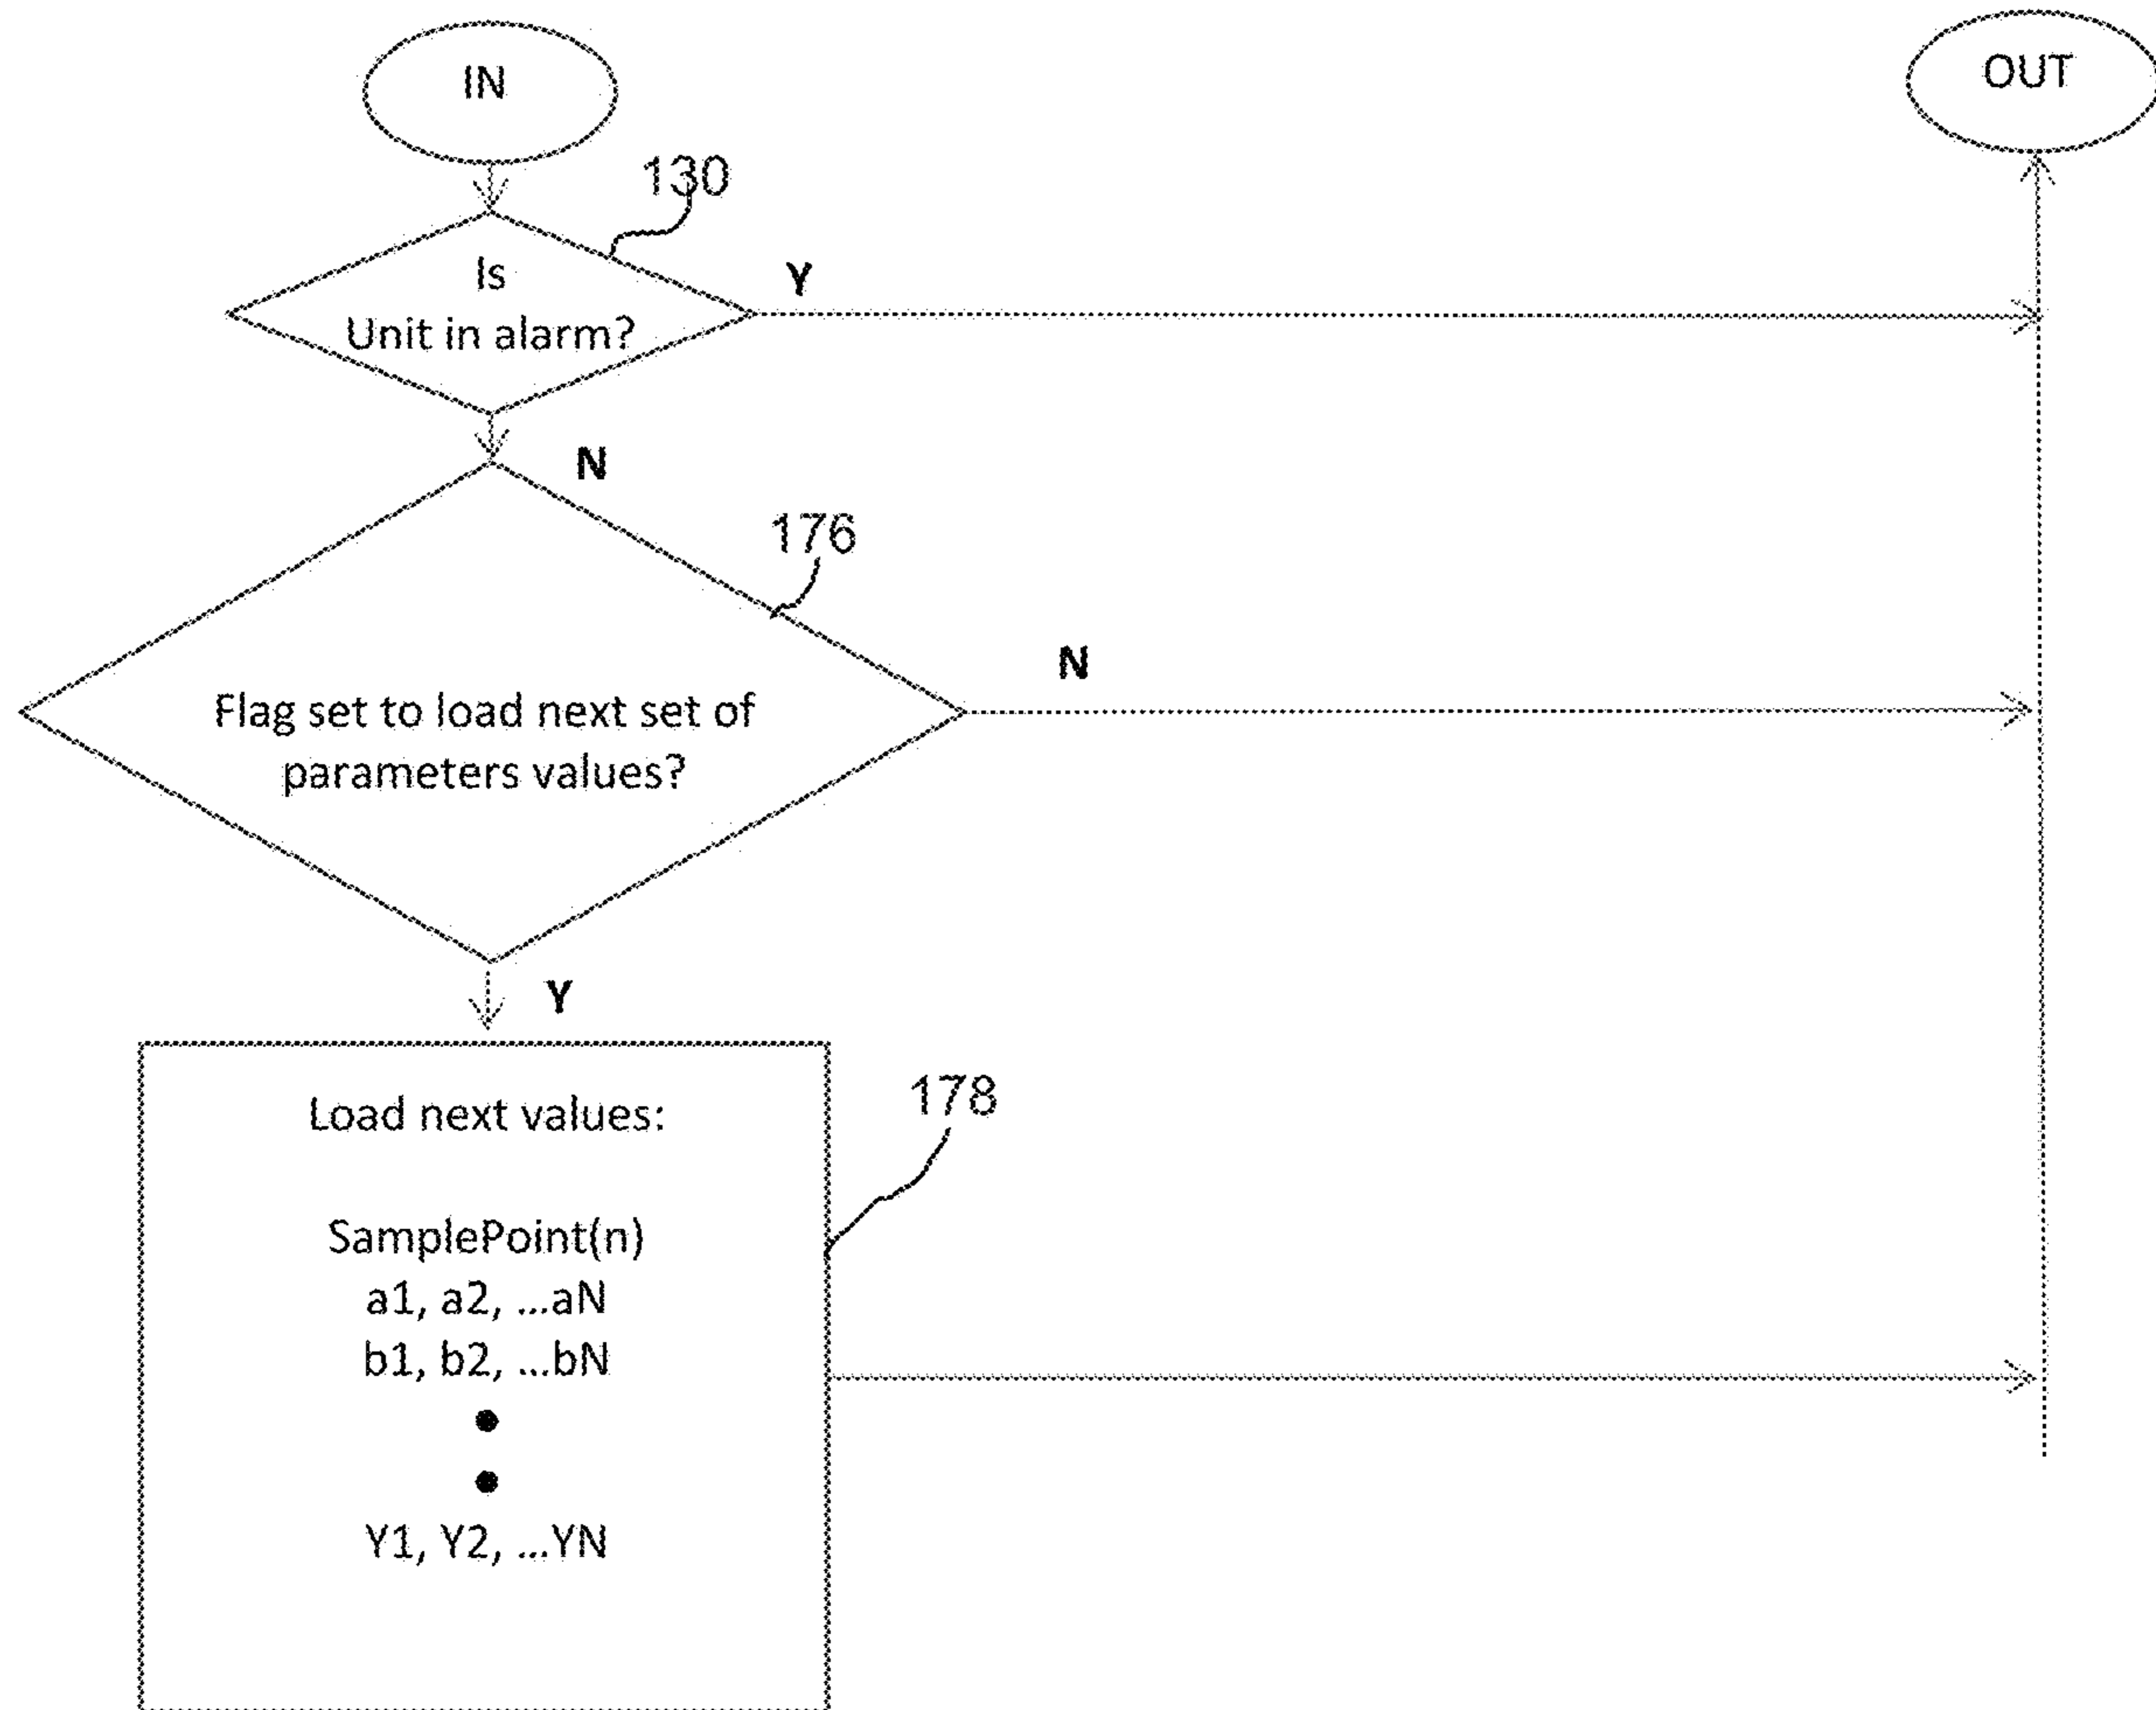 IN
OUT
130
Is
Unit in alarm?
Y
N
176
N
Flag set to load next set of
parameters values?
Y
178
Load next values:
SamplePoint(n)
a1, a2, ...aN
b1, b2, ...bN
•
•
Y1, Y2, ...YN